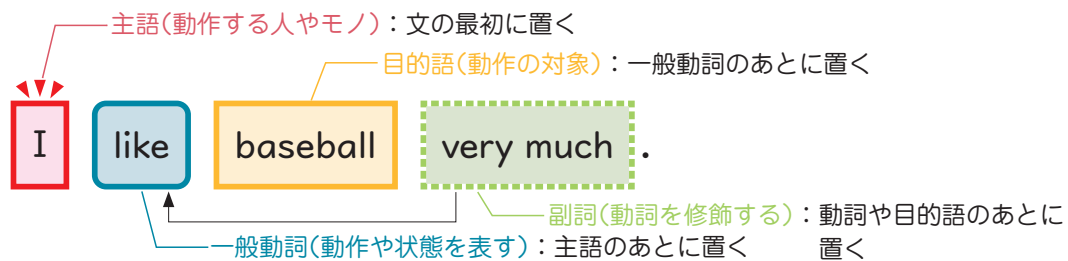 主語(動作する人やモノ):文の最初に置く
目的語(動作の対象):一般動詞のあとに置く
I like baseball very much .
副詞(動詞を修飾する):動詞や目的語のあとに
置く
一般動詞(動作や状態を表す):主語のあとに置く